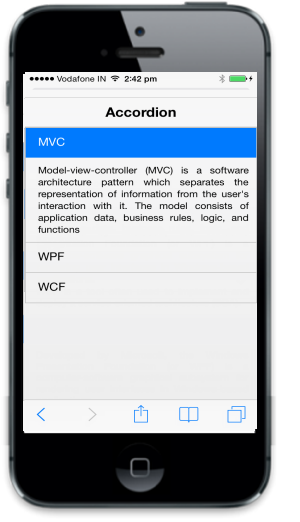 Vodafone IN 2:42 pm
Accordion
MVC
Model-view-controller (MVC) is a software
architecture pattern which separates the
representation of information from the user's
interaction with it. The model consists of
application data, business rules, logic, and
functions
WPF
WCF